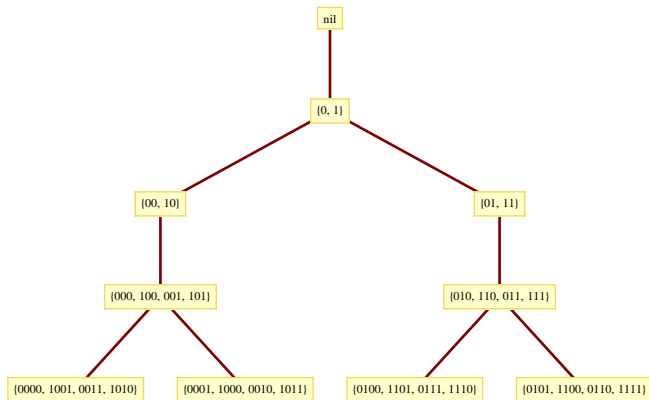 nil
{0, 1}
{00, 10}
{01, 11}
{000, 100, 001, 101}
{010, 110, 011, 111}
{0000, 1001, 0011, 1010}
{0001, 1000, 0010, 1011}
{0100, 1101, 0111, 1110}
{0101, 1100, 0110, 1111}